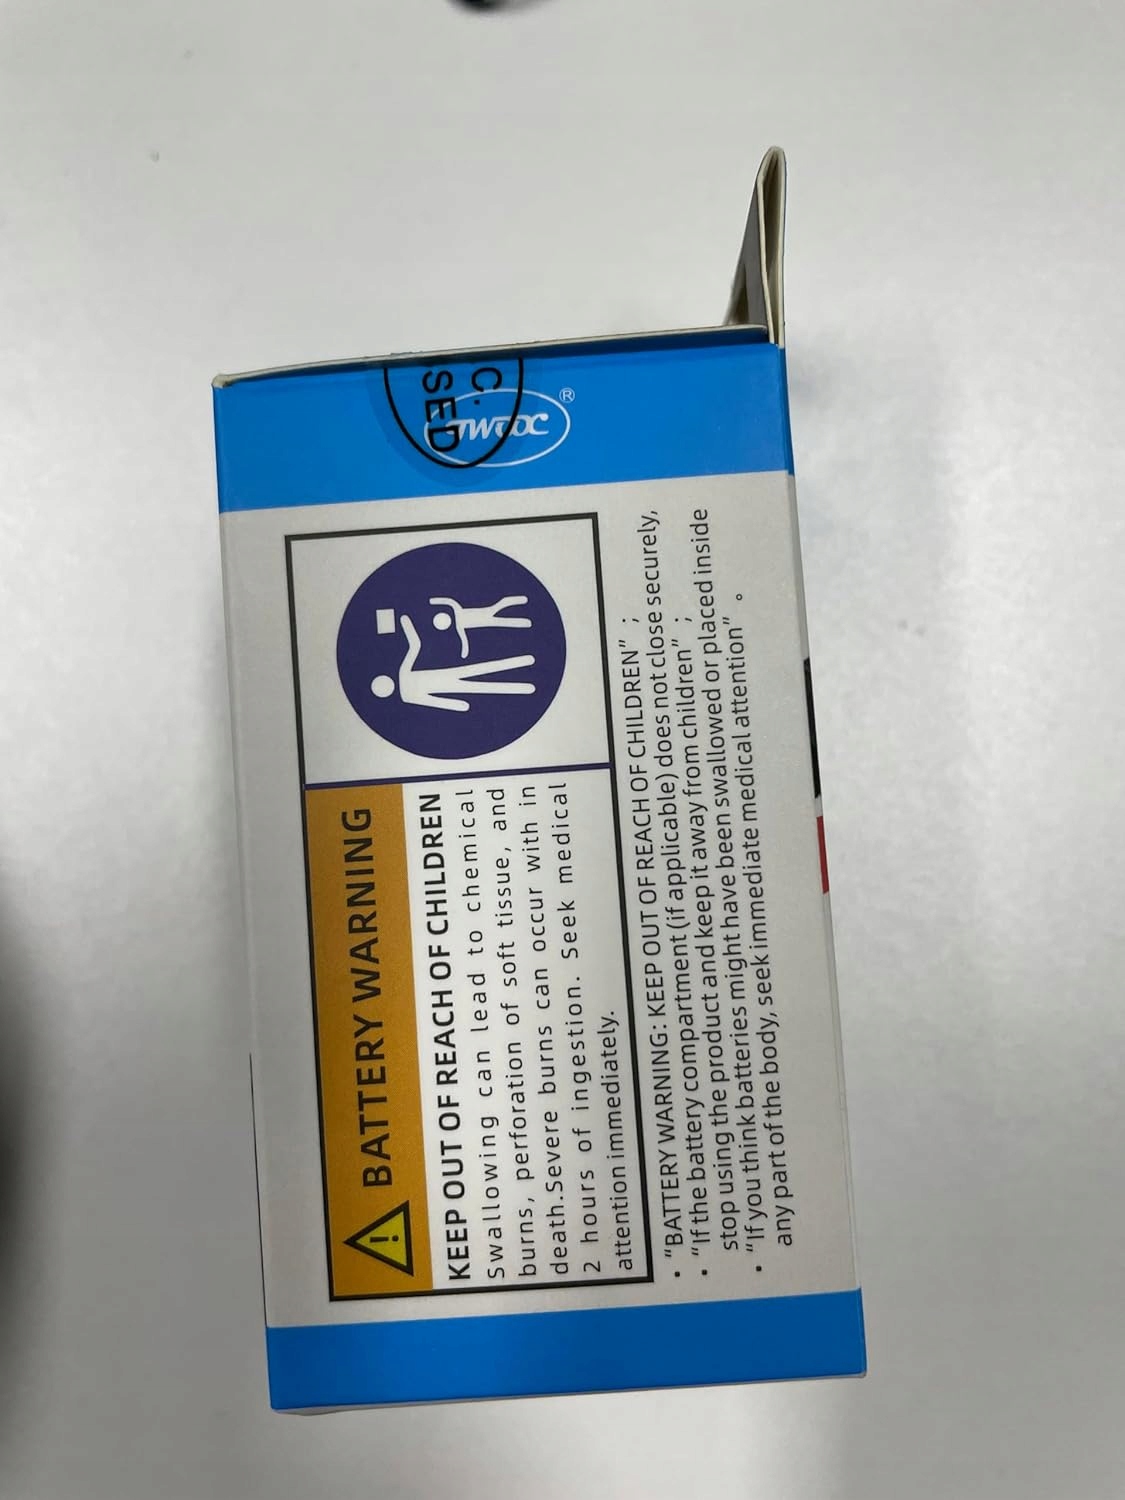 C.
SSED
TWOC
®
BATTERY WARNING
KEEP OUT OF REACH OF CHILDREN
Swallowing can lead to chemical
burns, perforation of soft tissue, and
death.Severe burns can occur with in
2 hours of ingestion. Seek medical
attention immediately.
• “BATTERY WARNING: KEEP OUT OF REACH OF CHILDREN” ;
• “If the battery compartment (if applicable) does not close securely,
stop using the product and keep it away from children” ;
• “If you think batteries might have been swallowed or placed inside
any part of the body, seek immediate medical attention” 。